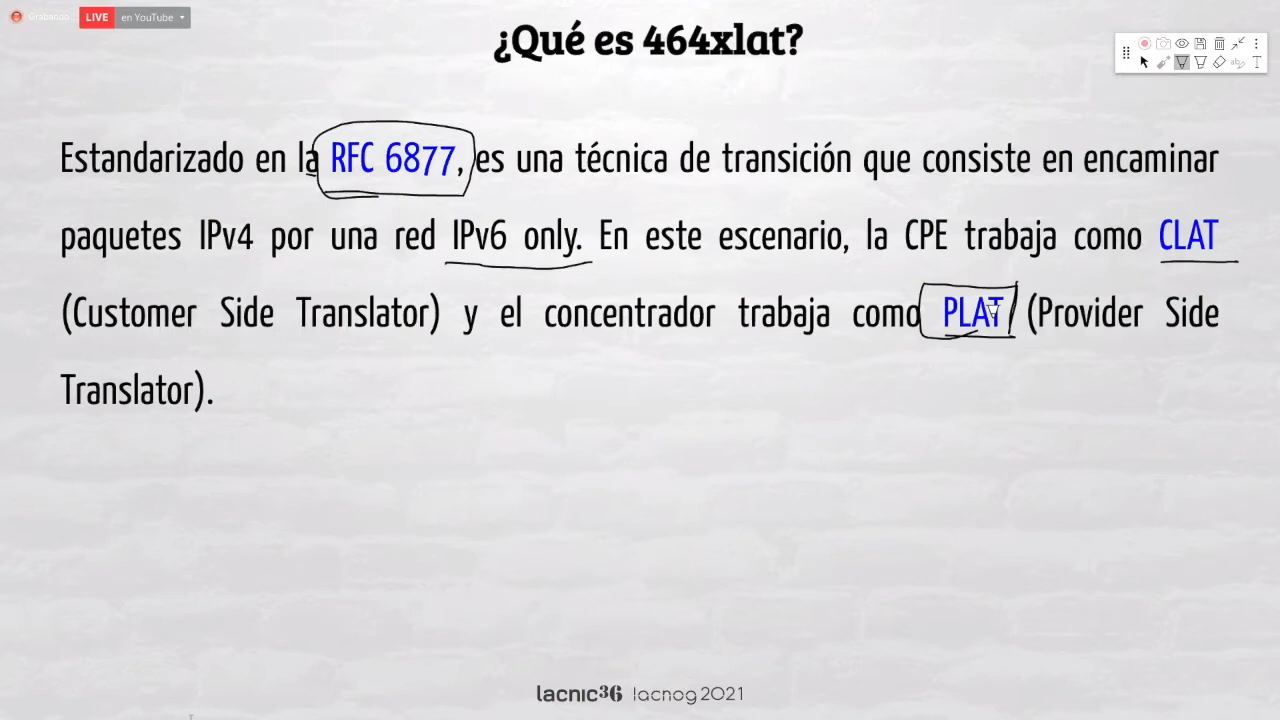 Grabando...
LIVE en YouTube
¿Qué es 464xlat?
Estandarizado en la RFC 6877, es una técnica de transición que consiste en encaminar
paquetes IPv4 por una red IPv6 only. En este escenario, la CPE trabaja como CLAT
(Customer Side Translator) y el concentrador trabaja como PLAT (Provider Side
Translator).
lacnic36 lacnog2021